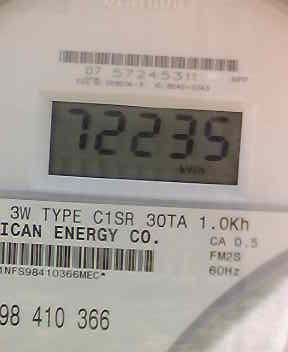 07 57245311
72235
kWh
3W TYPE C1SR 30TA 1.0Kh
ICAN ENERGY CO.
CA 0.5
FM2S
60Hz
1NFS98410366MEC*
98 410 366